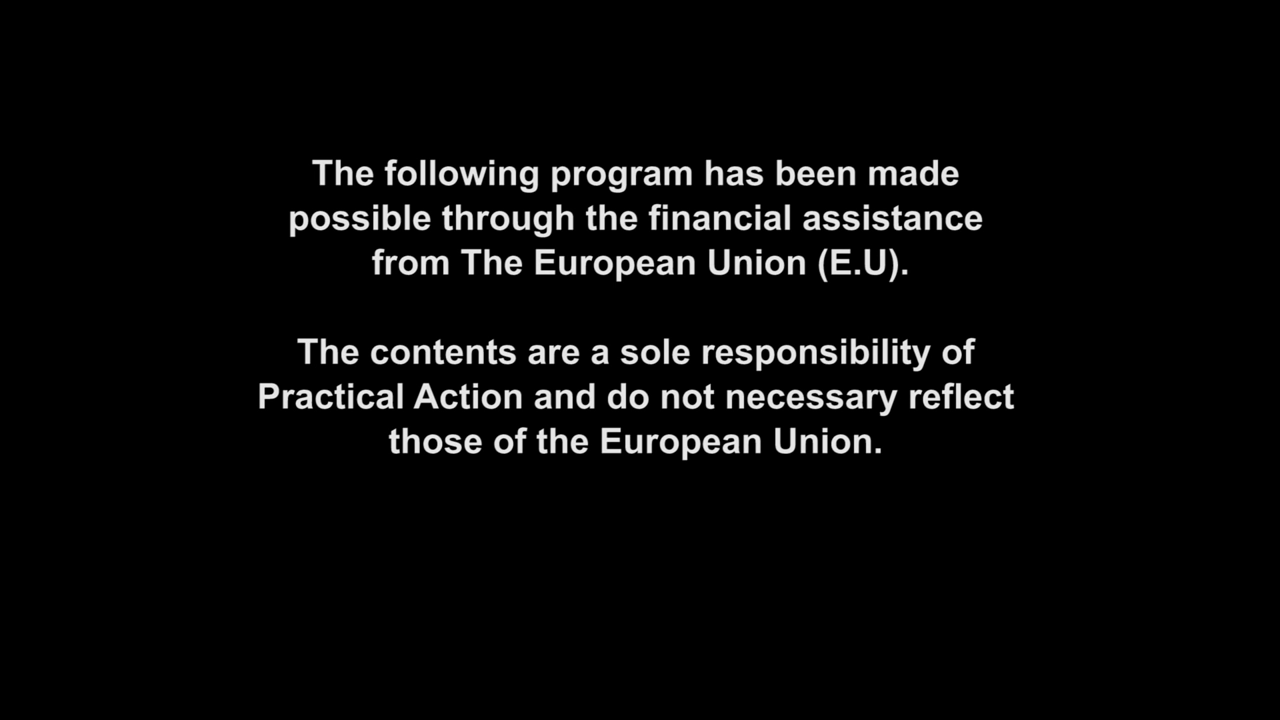 The following program has been made
possible through the financial assistance
from The European Union (E.U).
The contents are a sole responsibility of
Practical Action and do not necessary reflect
those of the European Union.